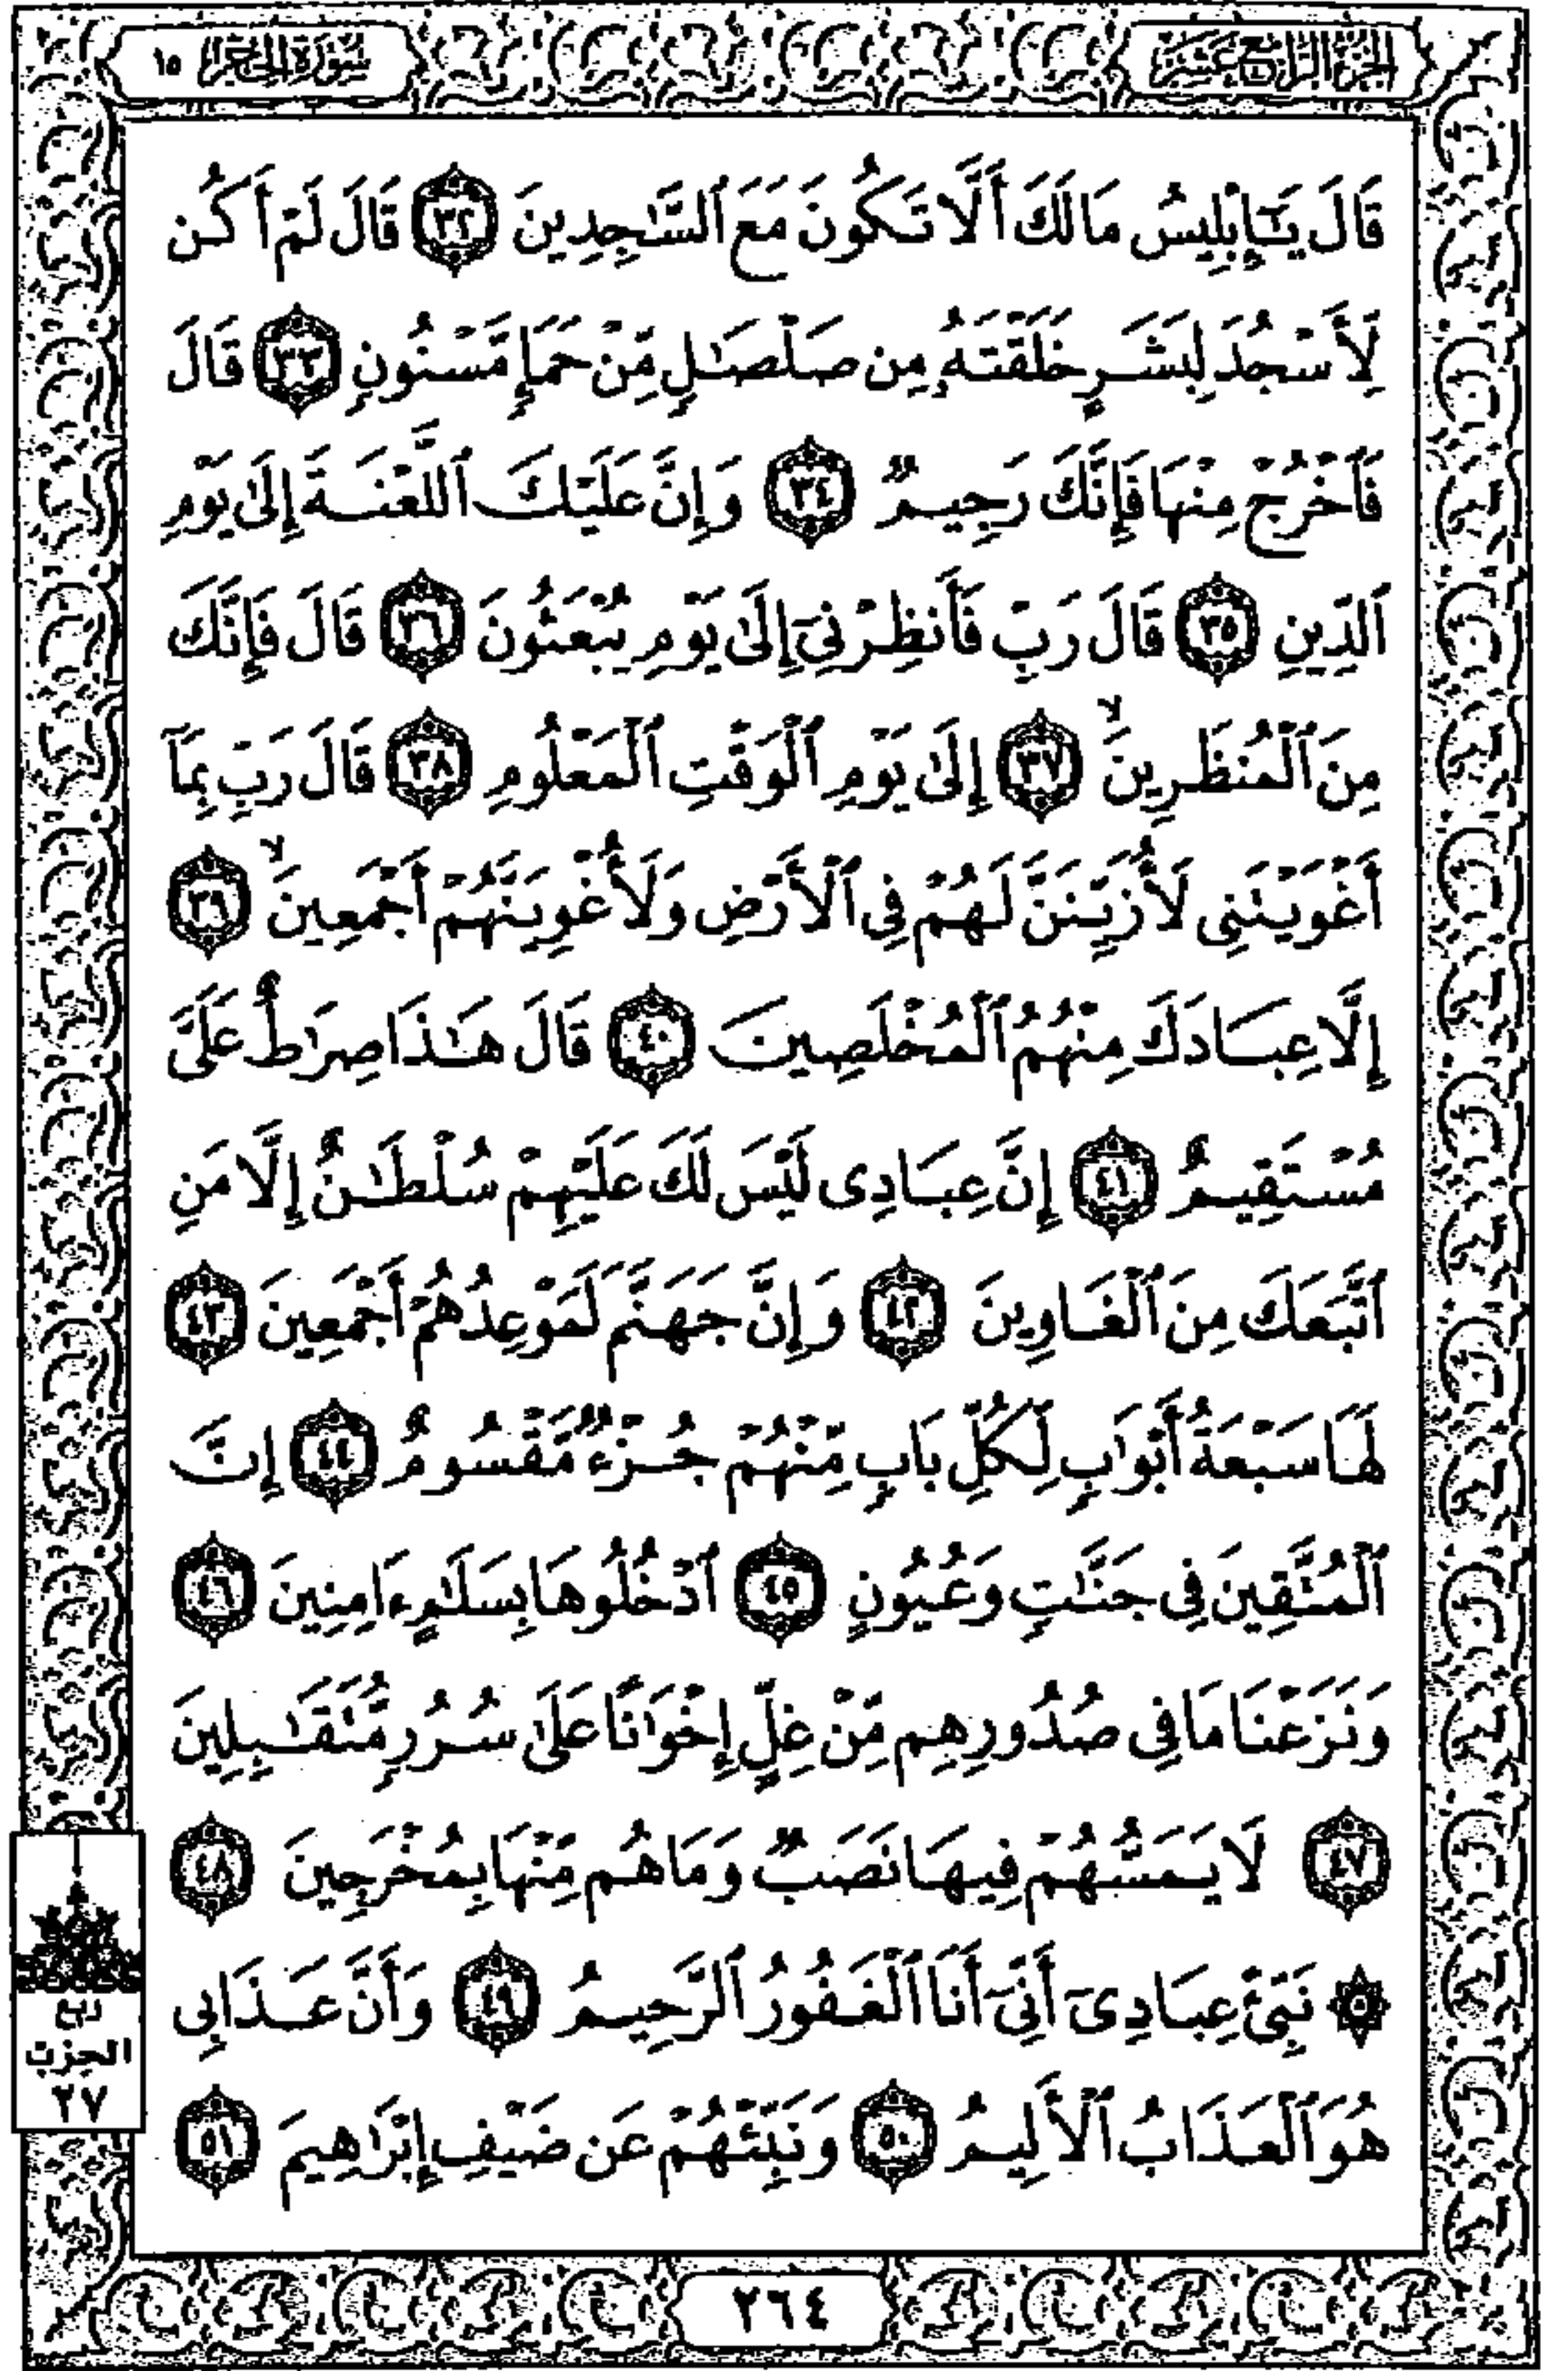 الجزء الرابع عشر
سورة الحجر ١٥
قَالَ يَٰٓإِبۡلِيسُ مَالَكَ أَلَّا تَكُونَ مَعَ ٱلسَّٰجِدِينَ ٣٢ قَالَ لَمۡ أَكُن
لِّأَسۡجُدَ لِبَشَرٍ خَلَقۡتَهُۥ مِن صَلۡصَٰلٖ مِّنۡ حَمَإٖ مَّسۡنُونٖ ٣٣ قَالَ
فَٱخۡرُجۡ مِنۡهَا فَإِنَّكَ رَجِيمٞ ٣٤ وَإِنَّ عَلَيۡكَ ٱللَّعۡنَةَ إِلَىٰ يَوۡمِ
ٱلدِّينِ ٣٥ قَالَ رَبِّ فَأَنظِرۡنِيٓ إِلَىٰ يَوۡمِ يُبۡعَثُونَ ٣٦ قَالَ فَإِنَّكَ
مِنَ ٱلۡمُنظَرِينَۙ ٣٧ إِلَىٰ يَوۡمِ ٱلۡوَقۡتِ ٱلۡمَعۡلُومِ ٣٨ قَالَ رَبِّ بِمَآ
أَغۡوَيۡتَنِي لَأُزَيِّنَنَّ لَهُمۡ فِي ٱلۡأَرۡضِ وَلَأُغۡوِيَنَّهُمۡ أَجۡمَعِينَۙ ٣٩
إِلَّا عِبَادَكَ مِنۡهُمُ ٱلۡمُخۡلَصِينَ ٤٠ قَالَ هَٰذَا صِرَٰطٌ عَلَيَّ
مُسۡتَقِيمٌ ٤١ إِنَّ عِبَادِي لَيۡسَ لَكَ عَلَيۡهِمۡ سُلۡطَٰنٌ إِلَّا مَنِ
ٱتَّبَعَكَ مِنَ ٱلۡغَاوِينَ ٤٢ وَإِنَّ جَهَنَّمَ لَمَوۡعِدُهُمۡ أَجۡمَعِينَ ٤٣
لَهَا سَبۡعَةُ أَبۡوَٰبٖ لِّكُلِّ بَابٖ مِّنۡهُمۡ جُزۡءٞ مَّقۡسُومٌ ٤٤ إِنَّ
ٱلۡمُتَّقِينَ فِي جَنَّٰتٖ وَعُيُونٍ ٤٥ ٱدۡخُلُوهَا بِسَلَٰمٍ ءَامِنِينَ ٤٦
وَنَزَعۡنَا مَا فِي صُدُورِهِم مِّنۡ غِلٍّ إِخۡوَٰنًا عَلَىٰ سُرُرٖ مُّتَقَٰبِلِينَ
٤٧ لَا يَمَسُّهُمۡ فِيهَا نَصَبٞ وَمَا هُم مِّنۡهَا بِمُخۡرَجِينَ ٤٨
۞ نَبِّئۡ عِبَادِيٓ أَنِّيٓ أَنَا ٱلۡغَفُورُ ٱلرَّحِيمُ ٤٩ وَأَنَّ عَذَابِي
هُوَ ٱلۡعَذَابُ ٱلۡأَلِيمُ ٥٠ وَنَبِّئۡهُمۡ عَن ضَيۡفِ إِبۡرَٰهِيمَ ٥١
ربع
الحزب
٢٧
٢٦٤